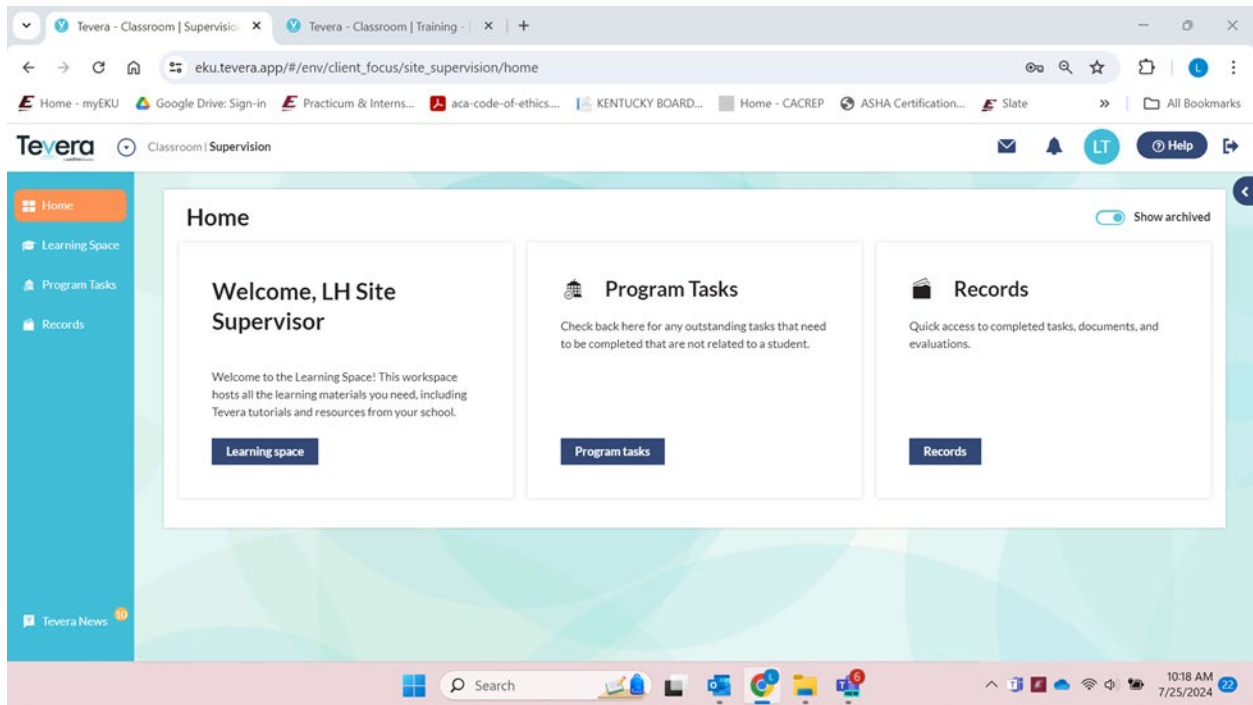 Tevera - Classroom | Supervisio
Tevera - Classroom | Training -
eku.tevera.app/#/env/client_focus/site_supervision/home
L
Home - myEKU
Google Drive: Sign-in
Practicum & Interns...
aca-code-of-ethics....
KENTUCKY BOARD...
Home - CACREP
ASHA Certification...
Slate
»
All Bookmarks
Tevera
Classroom | Supervision
LT
Help
Home
Learning Space
Program Tasks
Records
Tevera News
10
Home
Show archived
Welcome, LH Site
Supervisor
Welcome to the Learning Space! This workspace
hosts all the learning materials you need, including
Tevera tutorials and resources from your school.
Learning space
Program Tasks
Check back here for any outstanding tasks that need
to be completed that are not related to a student.
Program tasks
Records
Quick access to completed tasks, documents, and
evaluations.
Records
Search
6
10:18 AM
7/25/2024
22